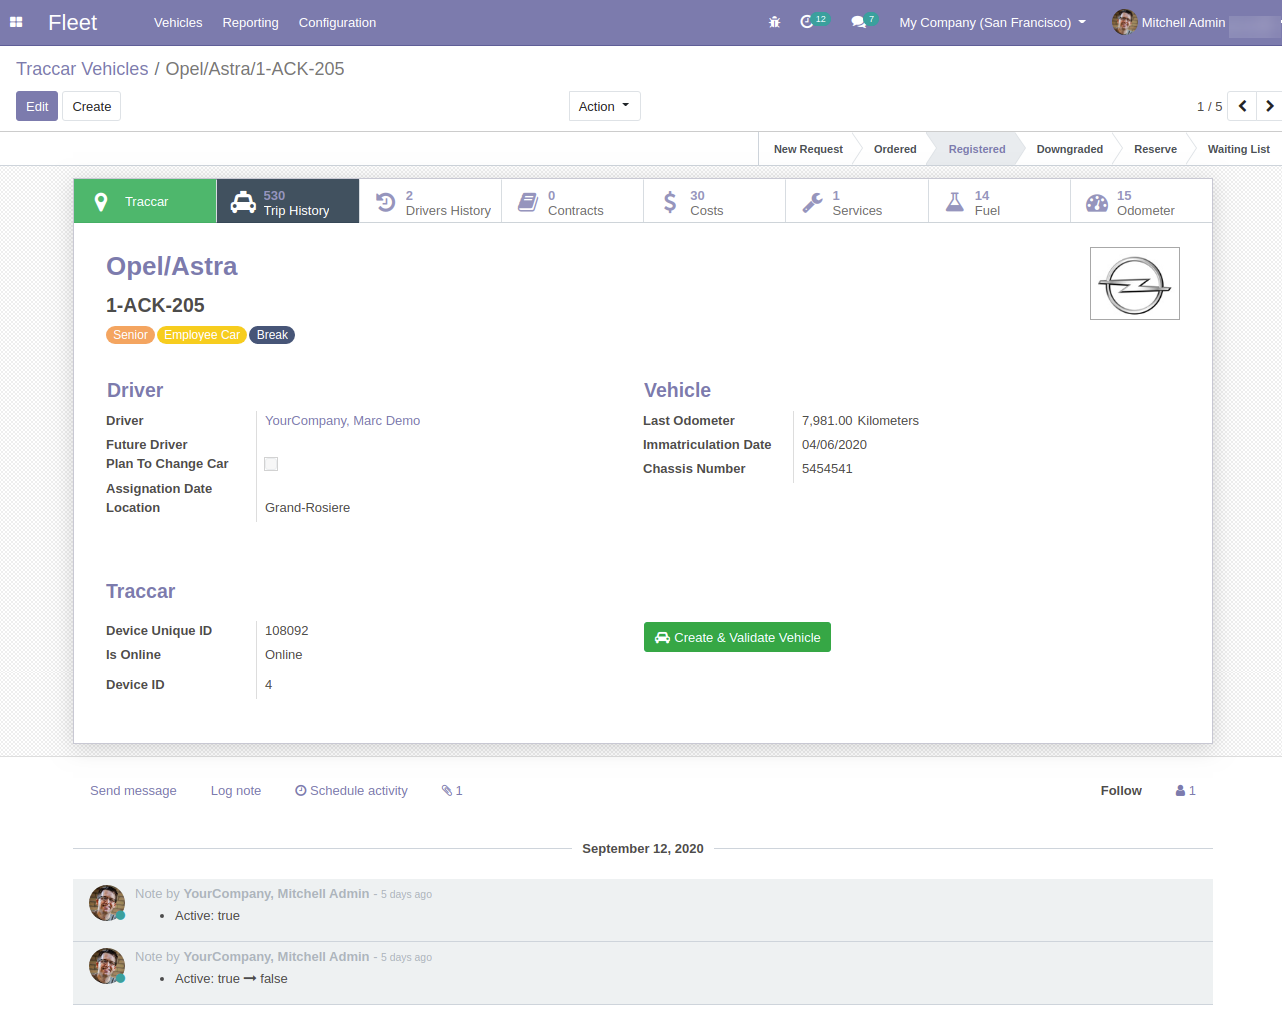 Fleet Vehicles Reporting Configuration 12 7 My Company (San Francisco) Mitchell Admin
Traccar Vehicles / Opel/Astra/1-ACK-205
Edit Create Action 1 / 5
New Request Ordered Registered Downgraded Reserve Waiting List
Traccar
530
Trip History
2
Drivers History
0
Contracts
30
Costs
1
Services
14
Fuel
15
Odometer
Opel/Astra
1-ACK-205
Senior Employee Car Break
Driver
Driver YourCompany, Marc Demo
Future Driver
Plan To Change Car
Assignation Date
Location Grand-Rosiere
Vehicle
Last Odometer 7,981.00 Kilometers
Immatriculation Date 04/06/2020
Chassis Number 5454541
Traccar
Device Unique ID 108092
Is Online Online
Device ID 4
Create & Validate Vehicle
Send message Log note Schedule activity 1 Follow 1
September 12, 2020
Note by YourCompany, Mitchell Admin - 5 days ago
• Active: true
Note by YourCompany, Mitchell Admin - 5 days ago
• Active: true ➞ false